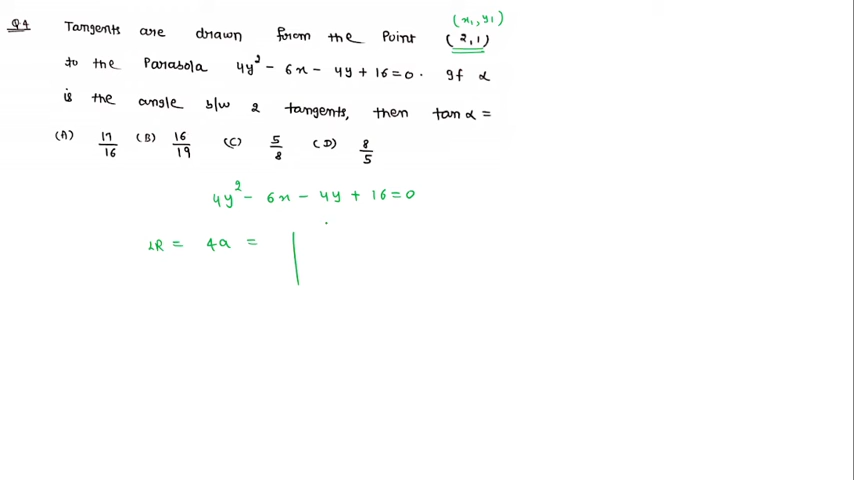 (x₁, y₁)
Q.4 Tangents are drawn from the Point (2,1)
to the Parabola 4y² - 6x - 4y + 16 = 0. If α
is the angle b/w 2 tangents, then tan α =
(A) 17/16 (B) 16/19 (C) 5/8 (D) 8/5
4y² - 6x - 4y + 16 = 0
LR = 4a = |